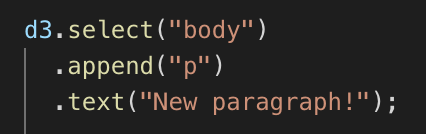 d3.select("body")
  .append("p")
  .text("New paragraph!");